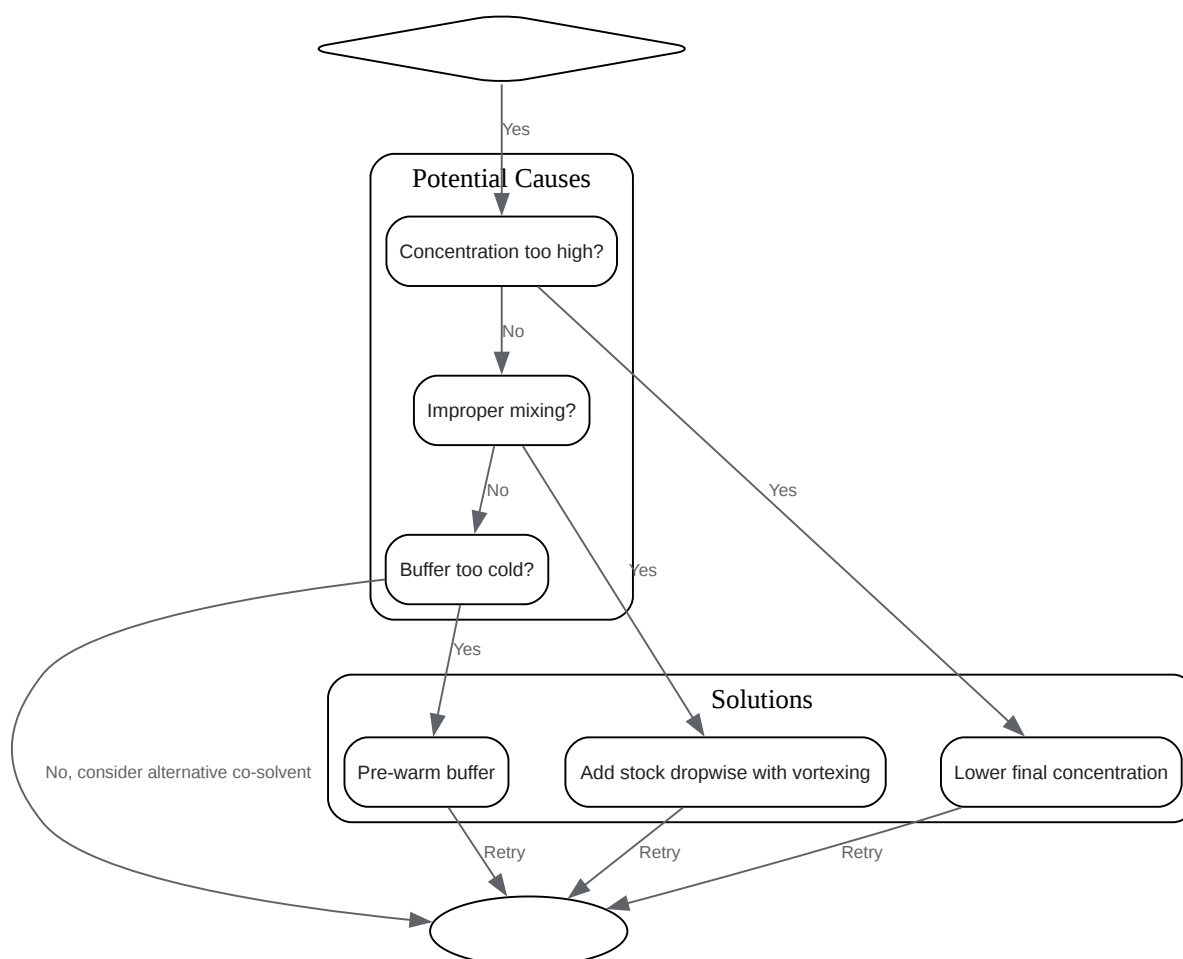 Yes
Potential Causes
Concentration too high?
No
Improper mixing?
Yes
No
Buffer too cold?
Yes
Yes
Solutions
No, consider alternative co-solvent
Pre-warm buffer
Add stock dropwise with vortexing
Lower final concentration
Retry
Retry
Retry